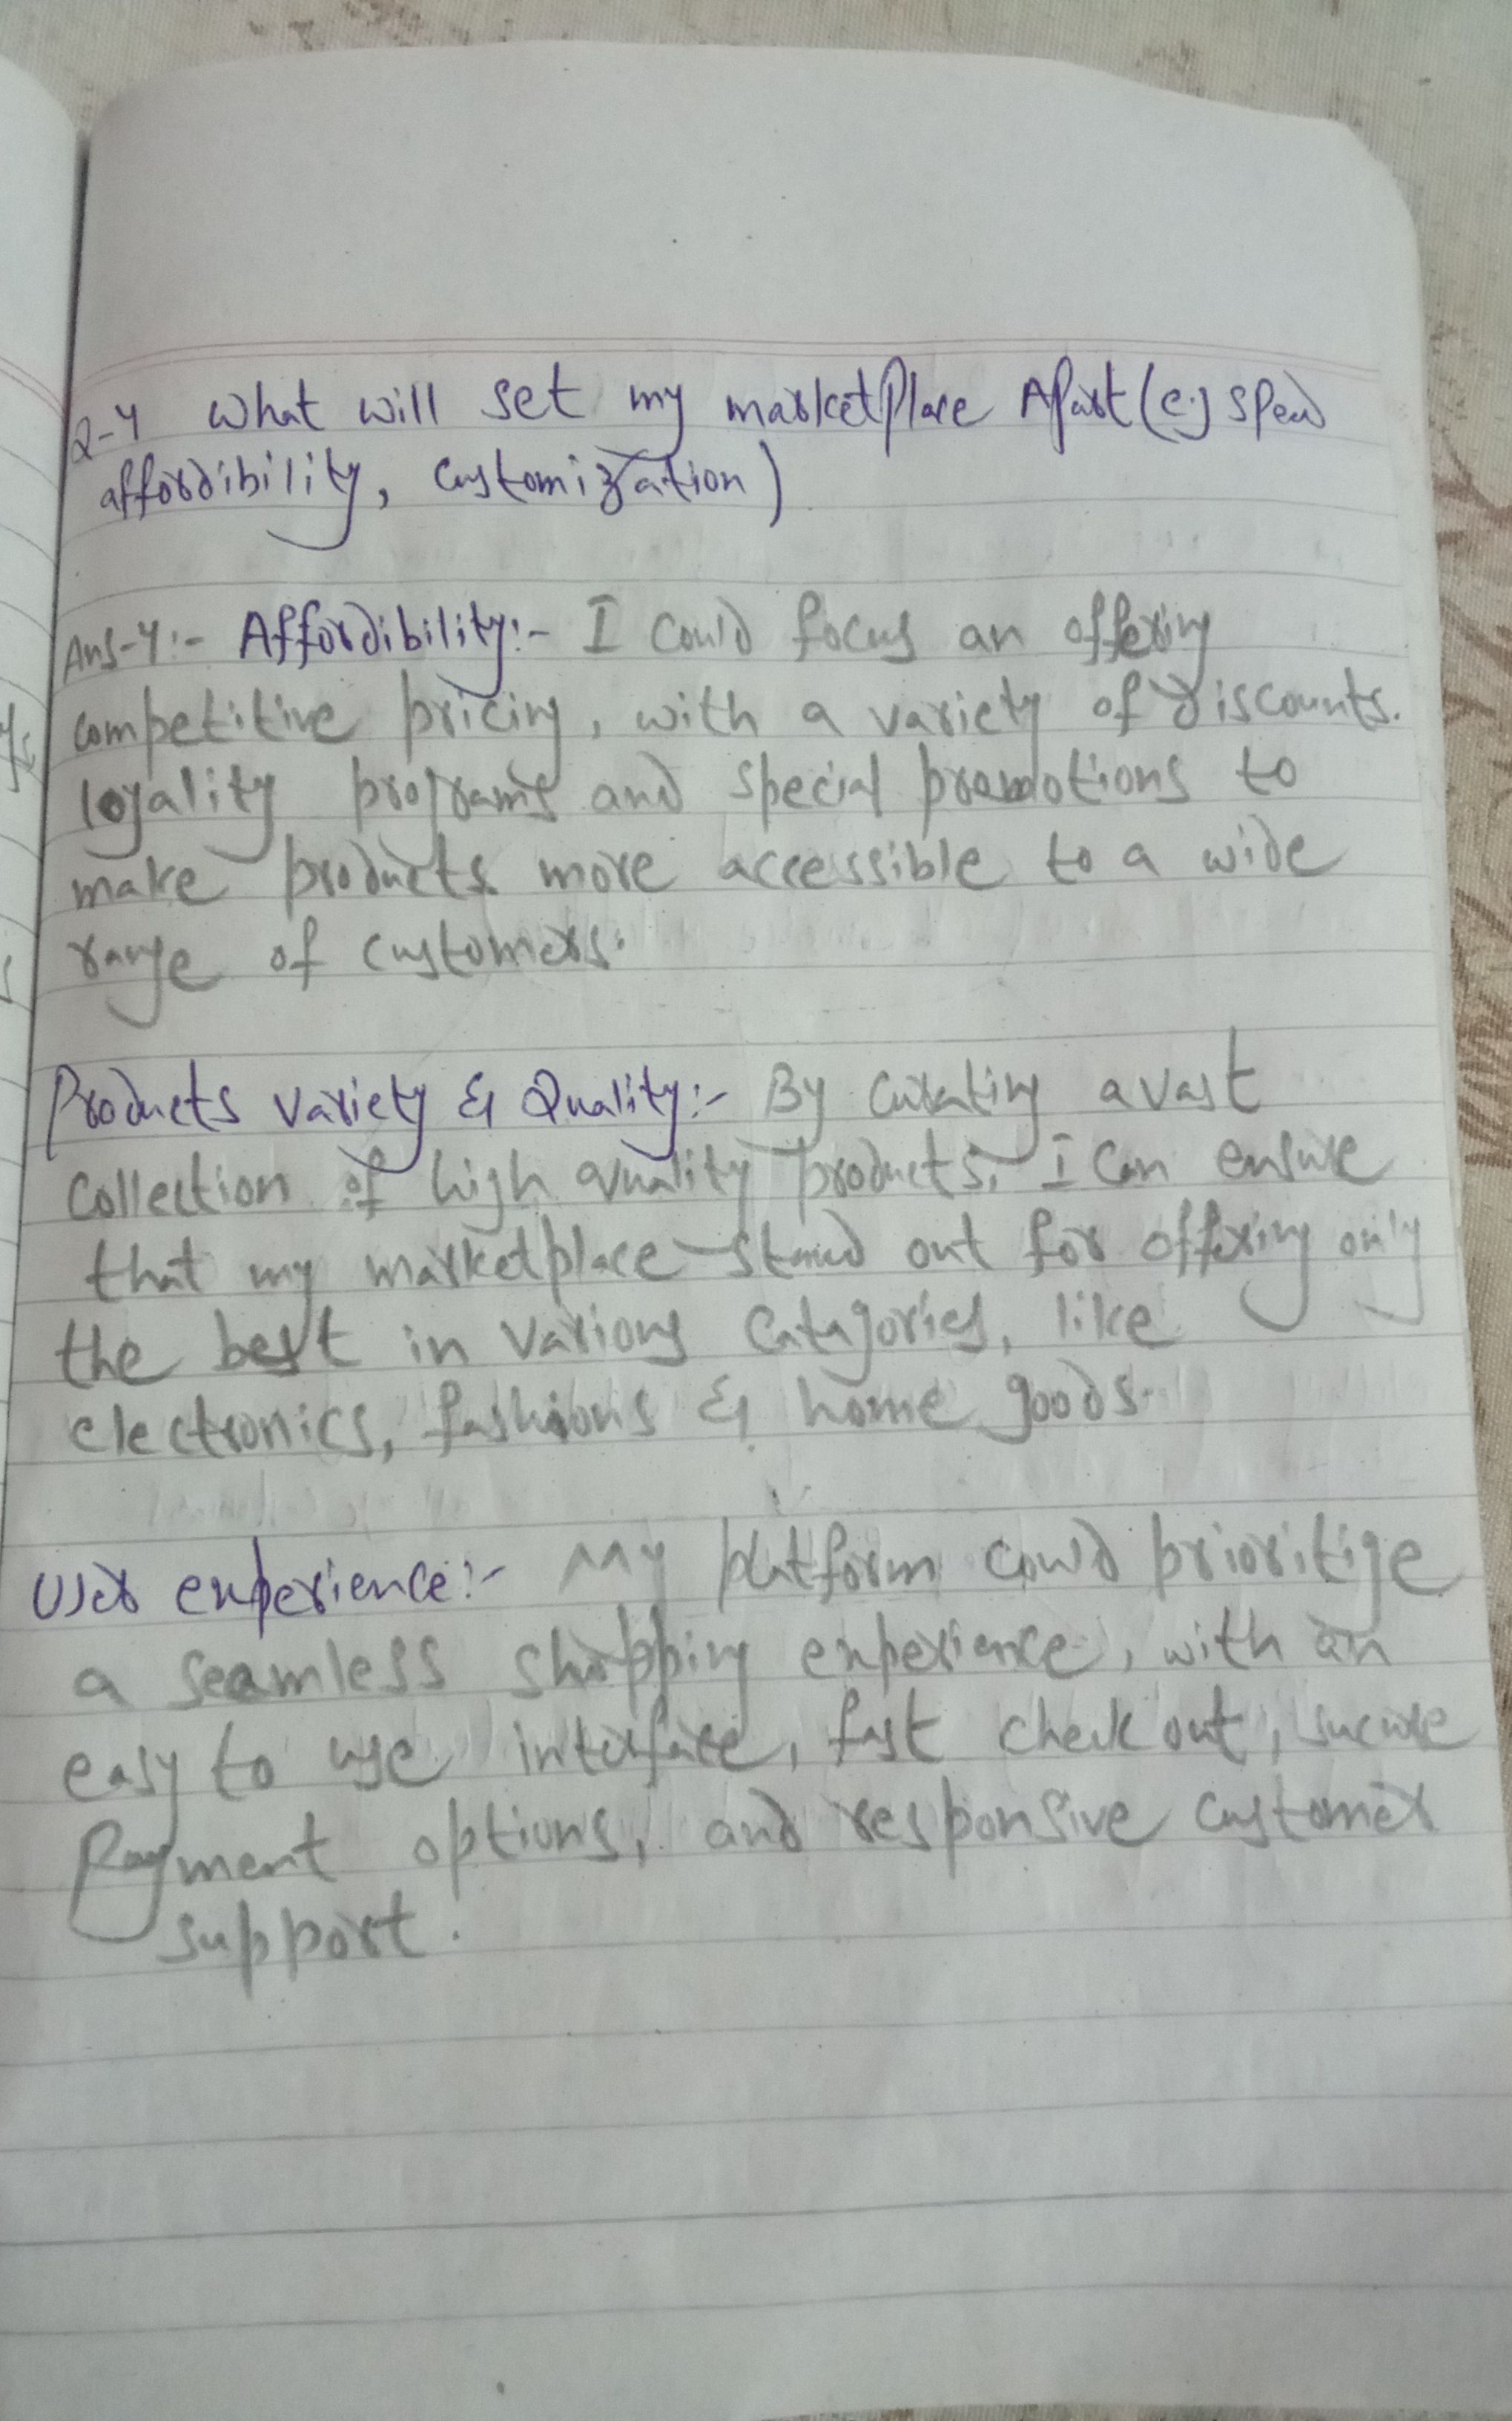 Q-4 What will set my marketPlace Apart (e.g speed
affordibility, Customization)
Ans-4:- Affordibility:- I Could focus an offering
competitive pricing, with a variety of discounts.
loyality programs and special promotions to
make products more accessible to a wide
range of customers.
Products variety & Quality:- By Curating a vast
Collection of high quality products, I Can ensure
that my marketplace stand out for offering only
the best in various Catagories, like
electronics, fashions & home goods.
User experience:- My platform could prioritize
a seamless shopping experience, with an
easy to use interface, fast check out, sucure
Payment options, and responsive customer
support.